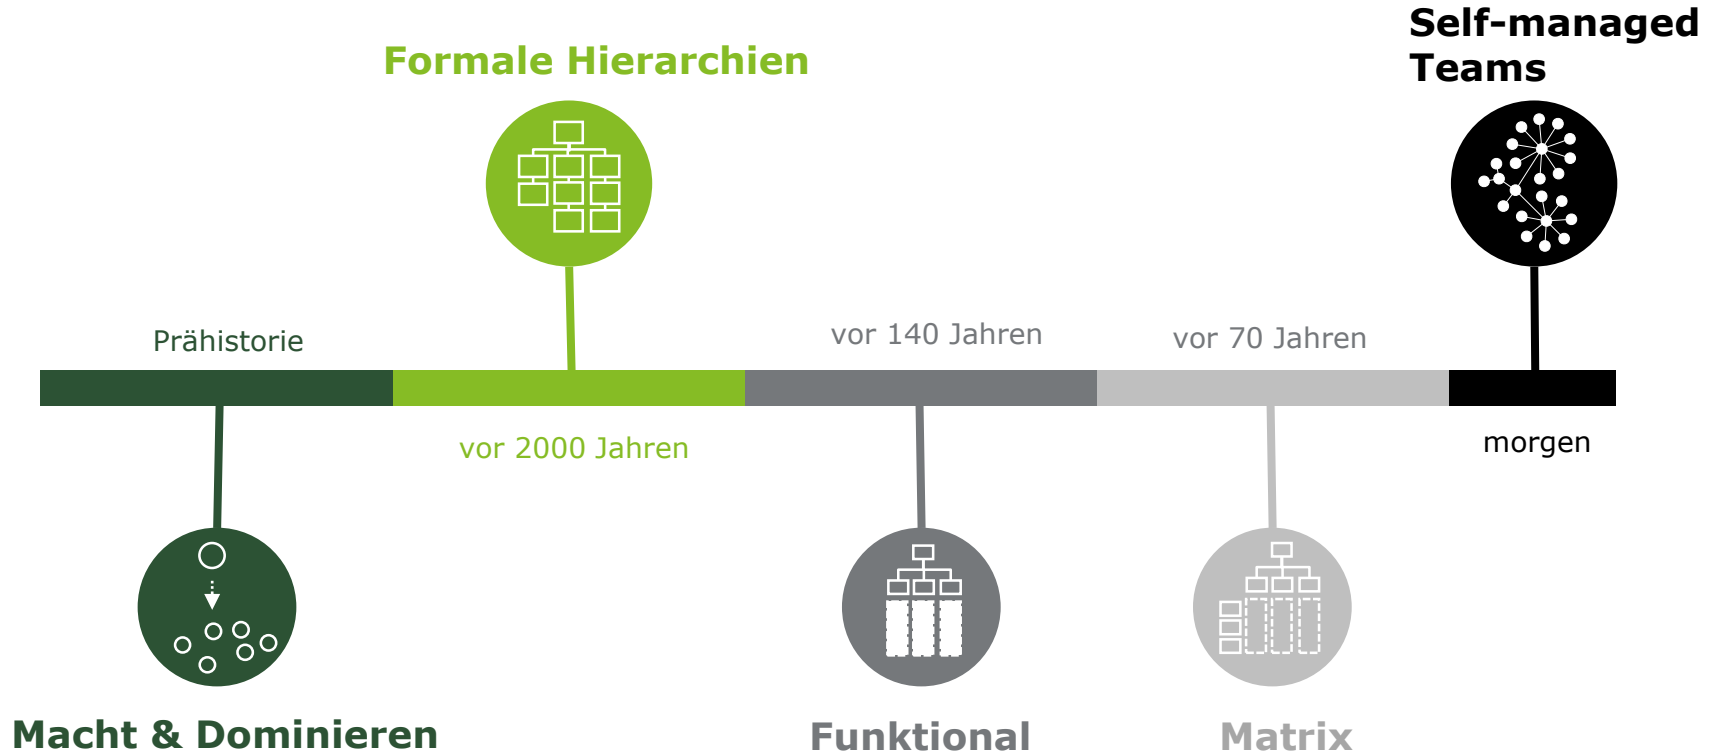 Self-managed
Teams
Formale Hierarchien
Prähistorie
vor 140 Jahren
vor 70 Jahren
vor 2000 Jahren
morgen
Macht & Dominieren
Funktional
Matrix